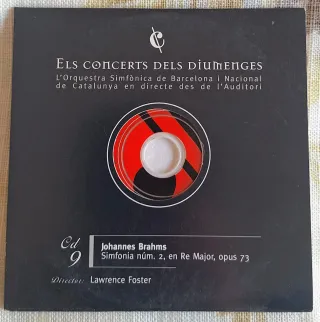 Els concerts dels diumenges
L'Orquestra Simfònica de Barcelona i Nacional
de Catalunya en directe des de l'Auditori
Cd
9
Johannes Brahms
Simfonia núm. 2, en Re Major, opus 73
Director: Lawrence Foster